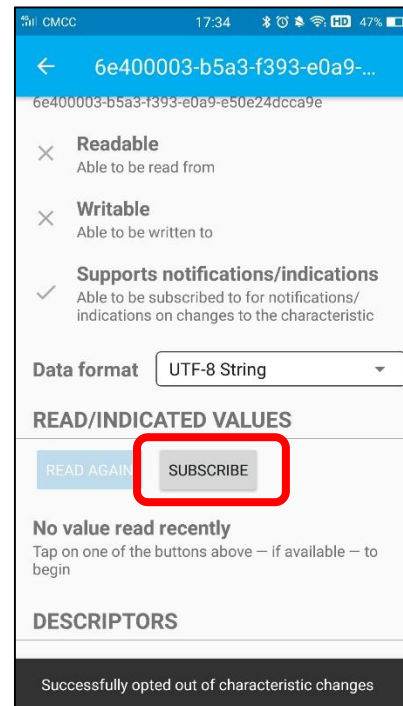 4G CMCC 17:34 HD 47%
6e400003-b5a3-f393-e0a9-...
6e400003-b5a3-f393-e0a9-e50e24dcca9e
Readable
Able to be read from
Writable
Able to be written to
Supports notifications/indications
Able to be subscribed to for notifications/
indications on changes to the characteristic
Data format UTF-8 String
READ/INDICATED VALUES
READ AGAIN SUBSCRIBE
No value read recently
Tap on one of the buttons above — if available — to
begin
DESCRIPTORS
Successfully opted out of characteristic changes